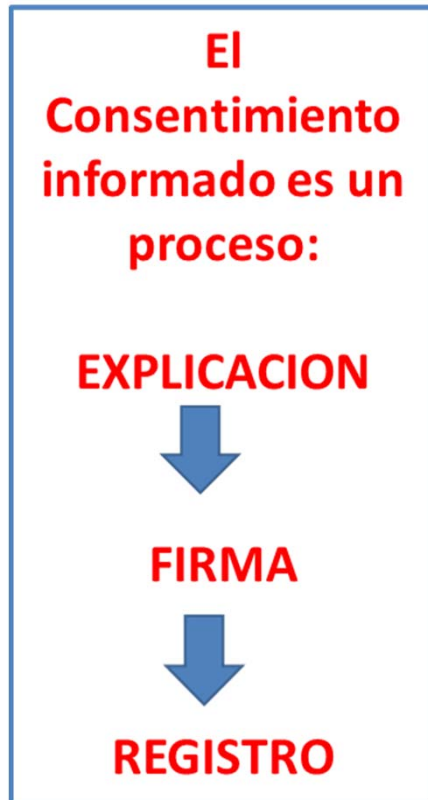 El
Consentimiento
informado es un
proceso:
EXPLICACION
FIRMA
REGISTRO